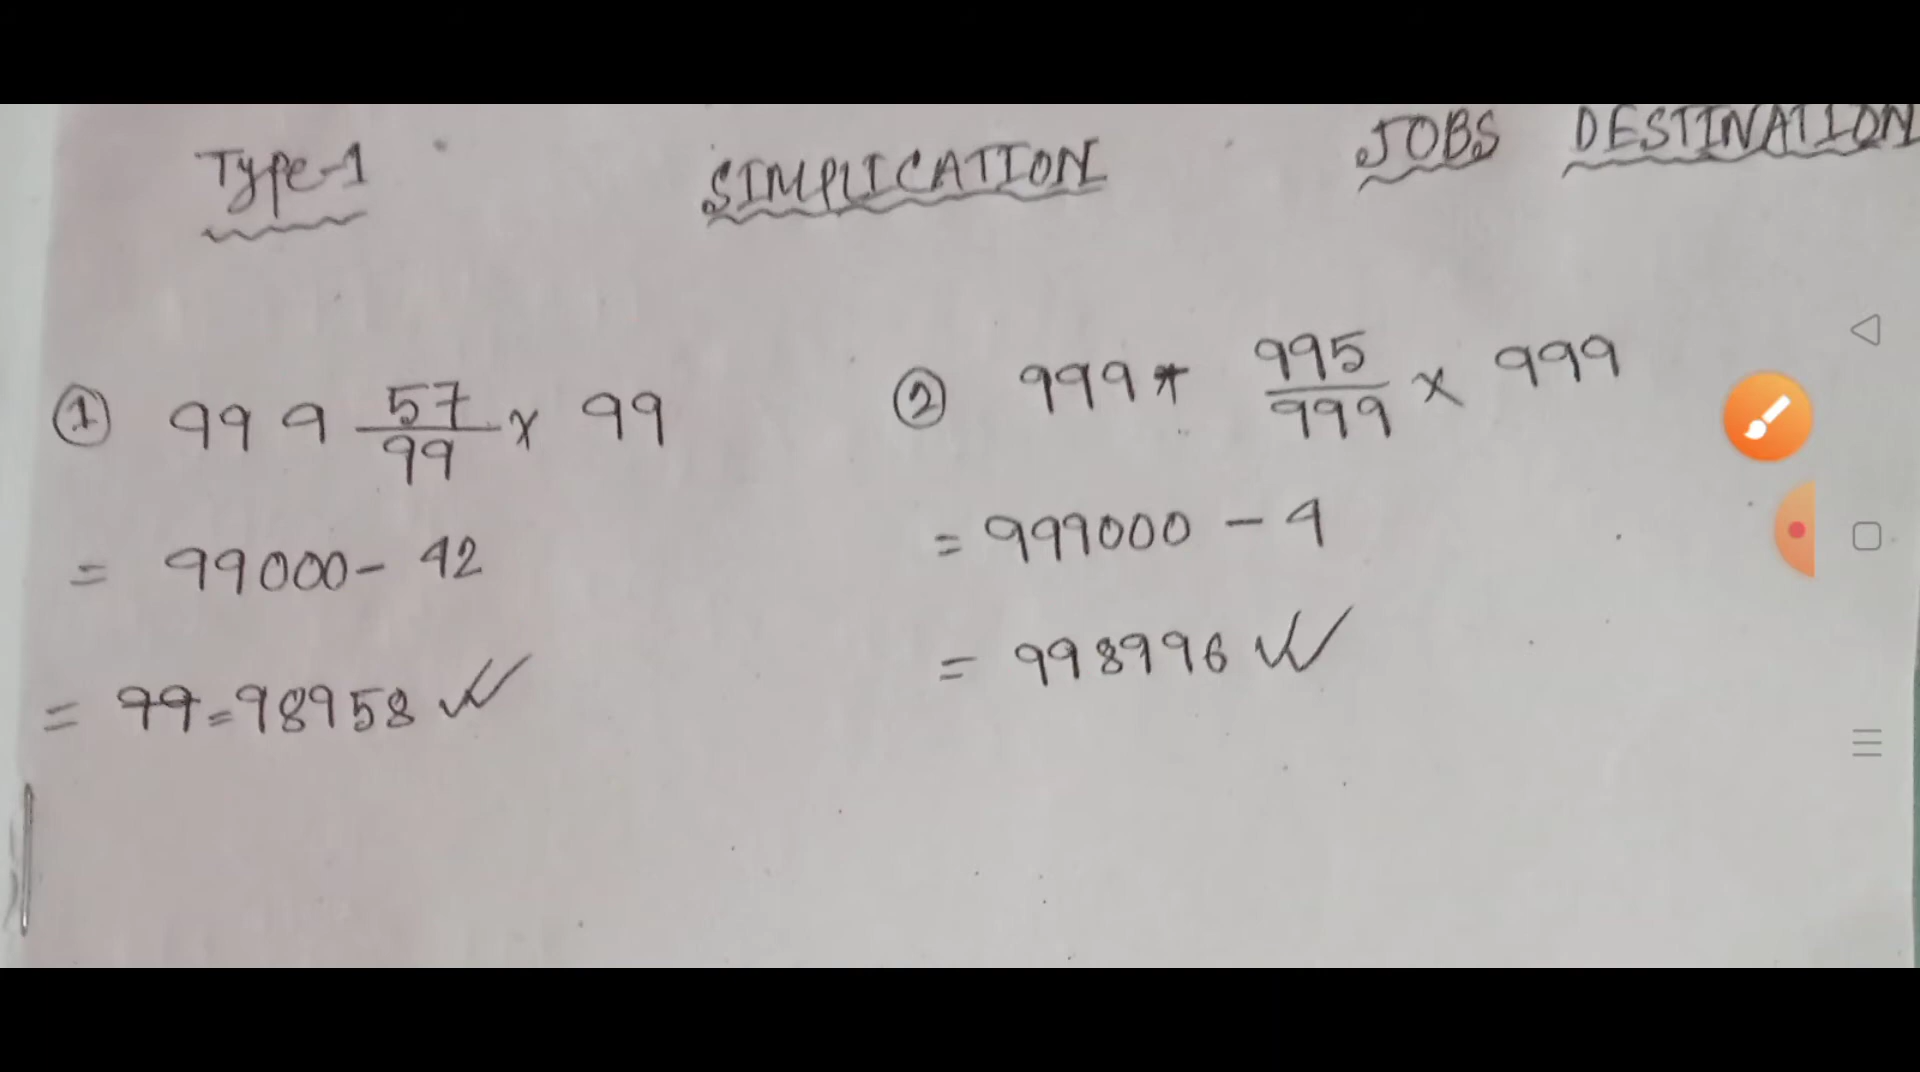 Type-1 SIMPLICATION JOBS DESTINATION
① 999 57/99 x 99
= 99000 - 42
= 99 = 98958 ✓✓
② 999 + 995/999 x 999
= 999000 - 4
= 998996 ✓✓